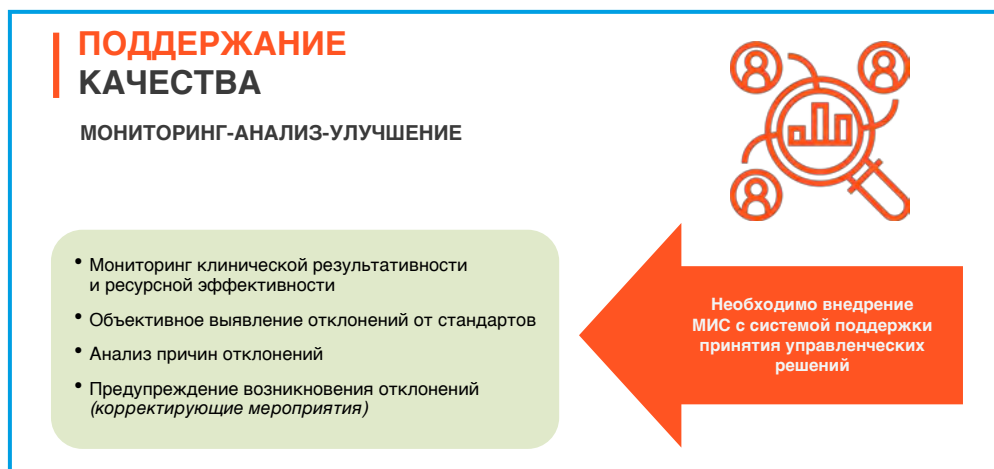 ПОДДЕРЖАНИЕ
КАЧЕСТВА
МОНИТОРИНГ-АНАЛИЗ-УЛУЧШЕНИЕ
• Мониторинг клинической результативности
и ресурсной эффективности
• Объективное выявление отклонений от стандартов
• Анализ причин отклонений
• Предупреждение возникновения отклонений
(корректирующие мероприятия)
Необходимо внедрение
МИС с системой поддержки
принятия управленческих
решений